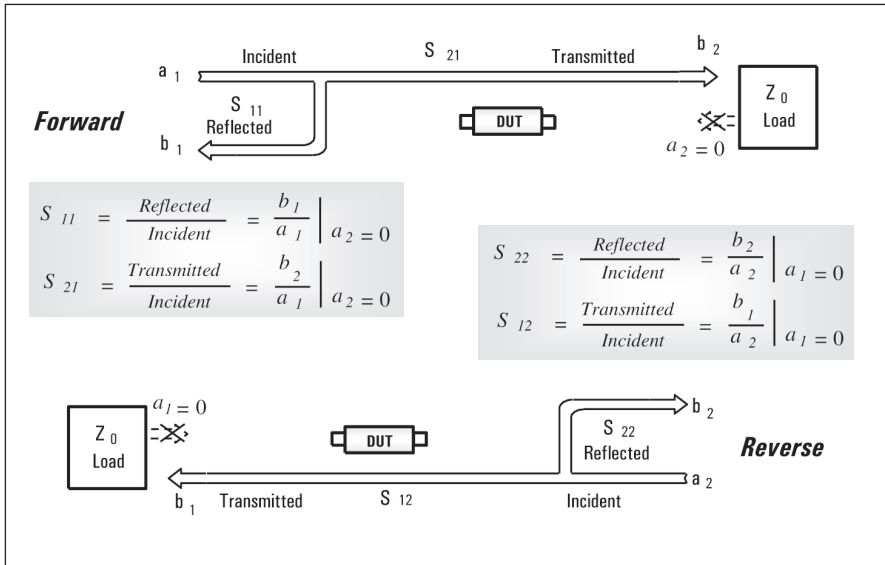 Incident S 21 Transmitted b 2
a 1
Z 0
Load
S 11
Reflected
Forward
DUT
b 1
a 2 = 0
S 11 = Reflected / Incident = b 1 / a 1 | a 2 = 0
S 21 = Transmitted / Incident = b 2 / a 1 | a 2 = 0
S 22 = Reflected / Incident = b 2 / a 2 | a 1 = 0
S 12 = Transmitted / Incident = b 1 / a 2 | a 1 = 0
a 1 = 0
Z 0
Load
DUT
b 2
S 22
Reflected
Reverse
b 1 Transmitted S 12 Incident a 2